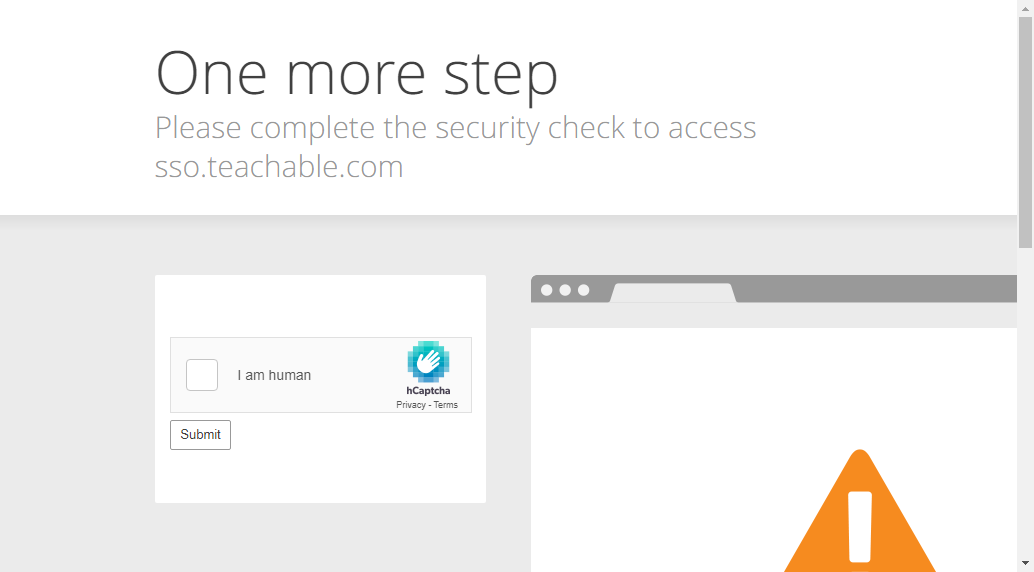 One more step
Please complete the security check to access
sso.teachable.com
I am human
hCaptcha
Privacy - Terms
Submit